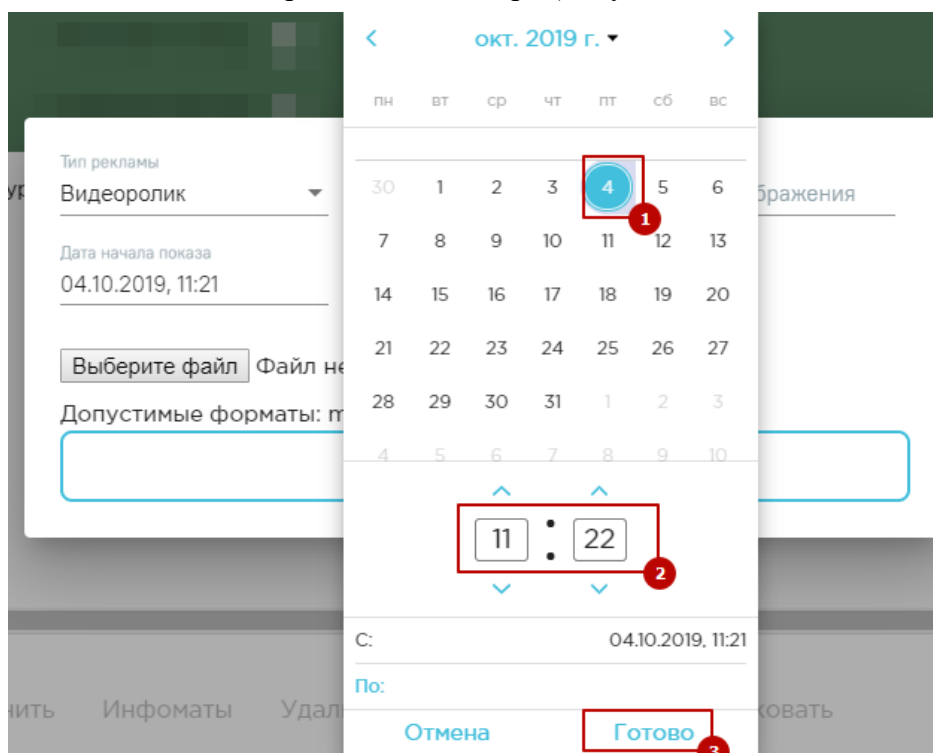 окт. 2019 г.
пн вт ср чт пт сб вс
Тип рекламы
Видеоролик
бражения
30 1 2 3 4 5 6
1
7 8 9 10 11 12 13
Дата начала показа
04.10.2019, 11:21
14 15 16 17 18 19 20
21 22 23 24 25 26 27
Выберите файл Файл не
28 29 30 31 1 2 3
Допустимые форматы: m
4 5 6 7 8 9 10
11 : 22
2
С: 04.10.2019, 11:21
По:
нить Инфоматы Удал ковать
Отмена Готово
3